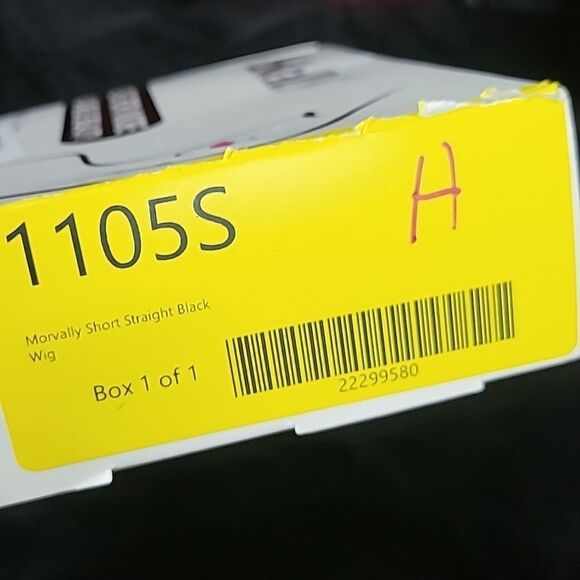 1105S
H
Morvally Short Straight Black
Wig
Box 1 of 1
22299580